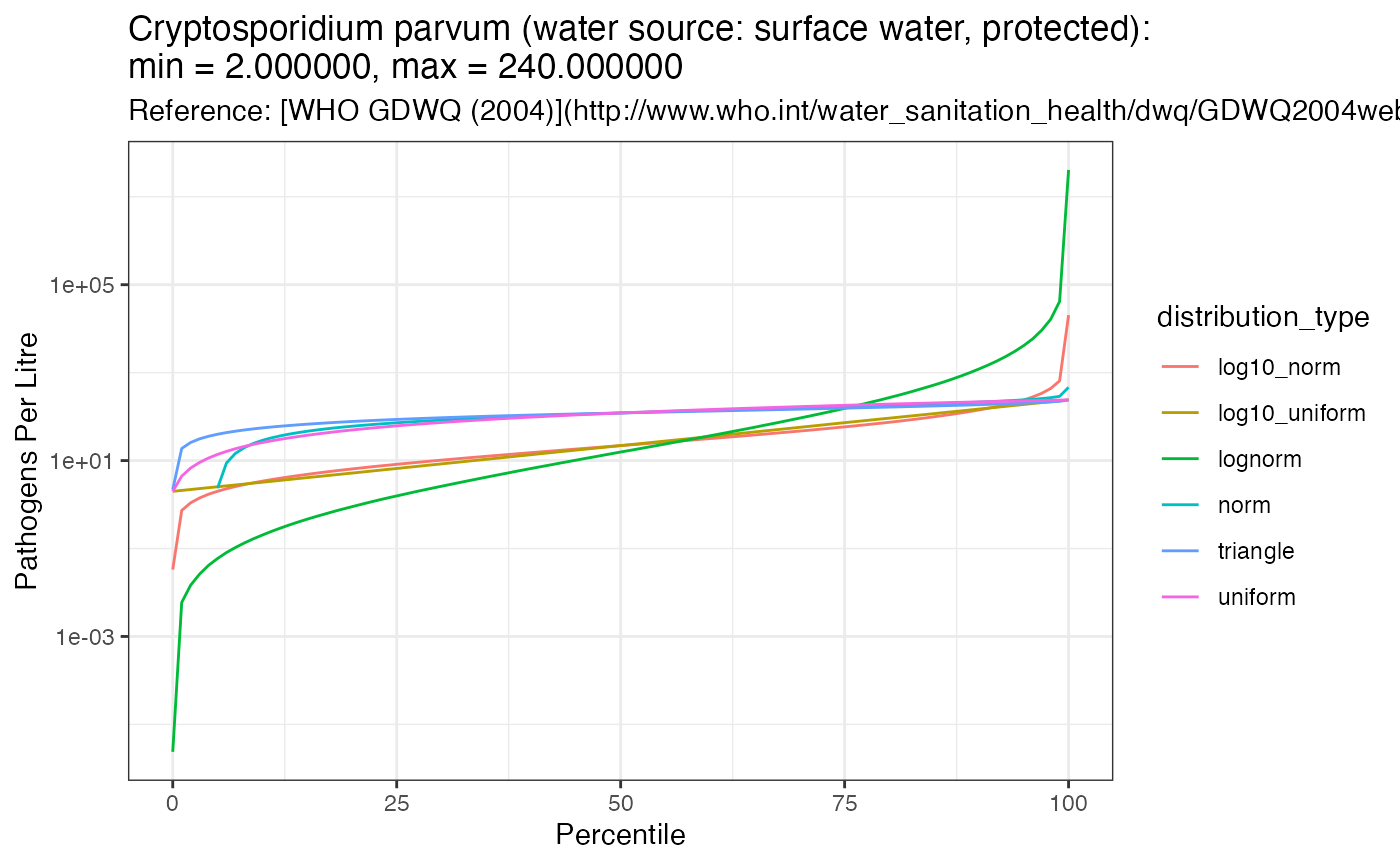 Cryptosporidium parvum (water source: surface water, protected):
min = 2.000000, max = 240.000000
Reference: [WHO GDWQ (2004)](http://www.who.int/water_sanitation_health/dwq/GDWQ2004web
1e+05
1e+01
1e-03
Pathogens Per Litre
0 25 50 75 100
Percentile
distribution_type
log10_norm
log10_uniform
lognorm
norm
triangle
uniform